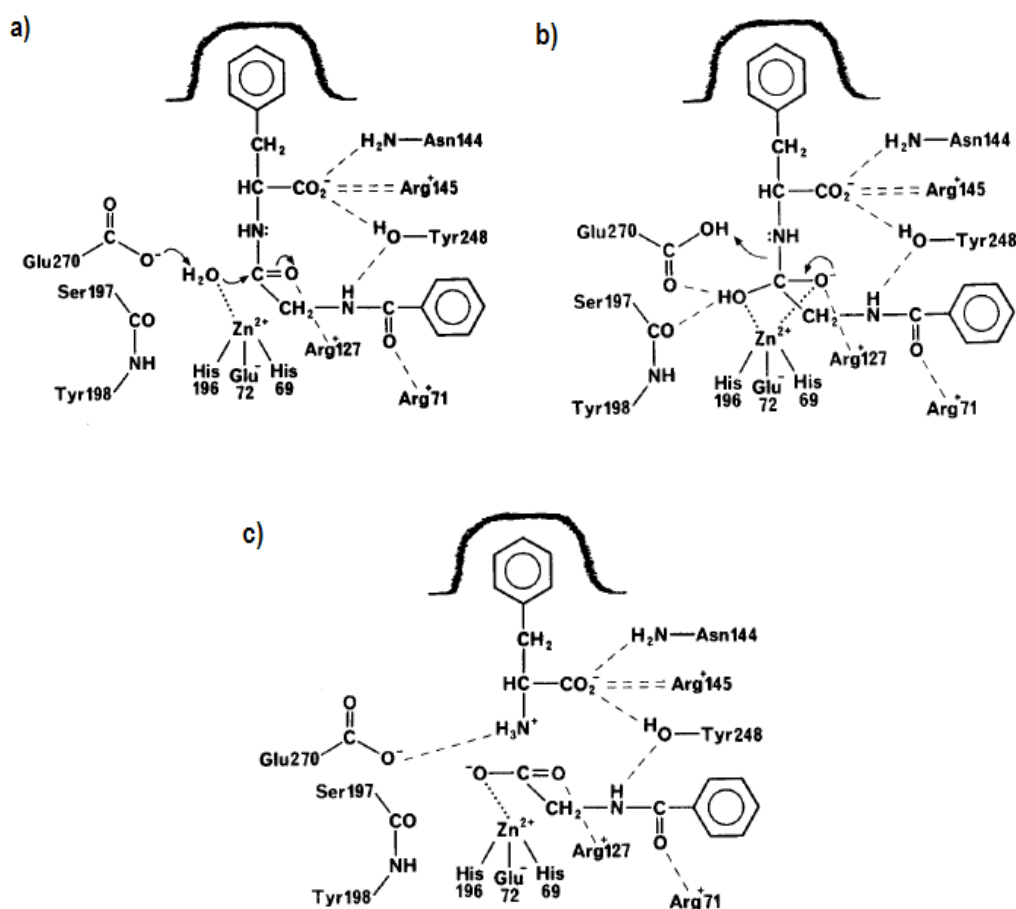 a)
H₂N—Asn144
CH₂
HC—CO₂⁻
Arg⁺145
HN:
H
O—Tyr248
O
C
Glu270
O⁻
H₂O
C=O
H
N—C
CH₂
O
Ser197
CO
NH
Tyr198
Zn²⁺
His
196
Glu⁻
72
His
69
Arg⁺127
Arg⁺71
b)
H₂N—Asn144
CH₂
HC—CO₂⁻
Arg⁺145
:NH
H
O—Tyr248
Glu270
C
OH
O
HO—C—O⁻
H
CH₂—N—C
O
Ser197
CO
NH
Tyr198
Zn²⁺
His
196
Glu⁻
72
His
69
Arg⁺127
Arg⁺71
c)
H₂N—Asn144
CH₂
HC—CO₂⁻
Arg⁺145
H₃N⁺
H
O—Tyr248
O
C
Glu270
O⁻
⁻O—C=O
H
CH₂—N—C
O
Ser197
CO
NH
Tyr198
Zn²⁺
His
196
Glu⁻
72
His
69
Arg⁺127
Arg⁺71